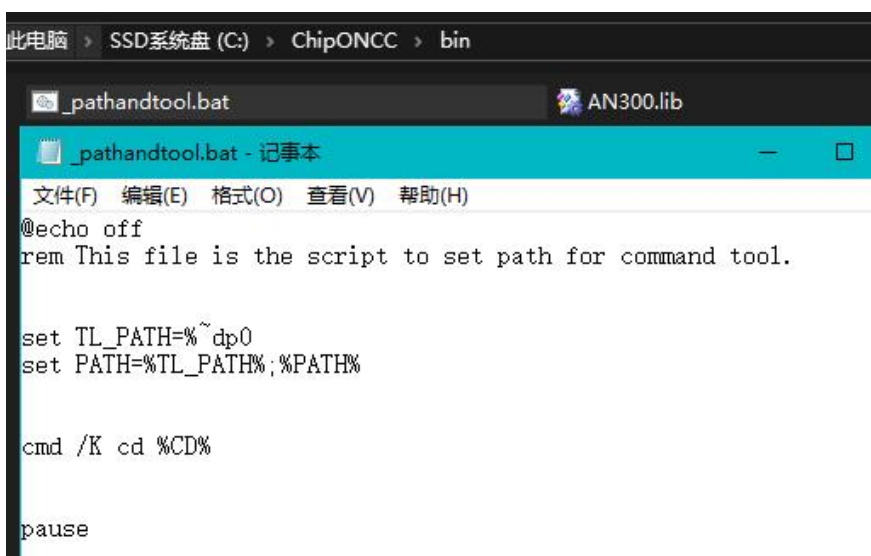 此电脑 › SSD系统盘 (C:) › ChipONCC › bin
_pathandtool.bat AN300.lib
_pathandtool.bat - 记事本
文件(F) 编辑(E) 格式(O) 查看(V) 帮助(H)
@echo off
rem This file is the script to set path for command tool.
set TL_PATH=%~dp0
set PATH=%TL_PATH%;%PATH%
cmd /K cd %CD%
pause